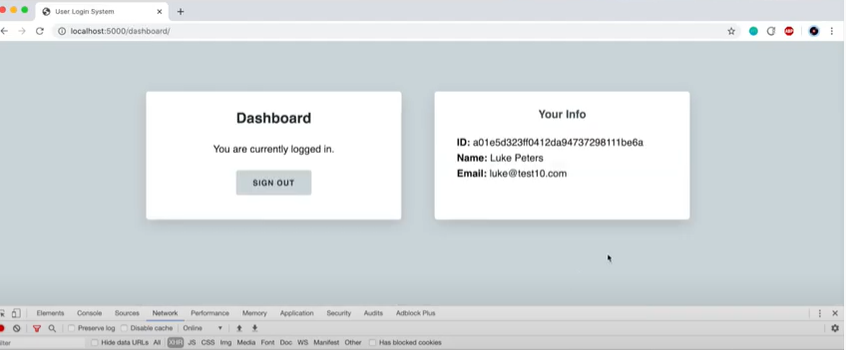 User Login System
localhost:5000/dashboard/
ABP
Dashboard
You are currently logged in.
SIGN OUT
Your Info
ID: a01e5d323ff0412da94737298111be6a
Name: Luke Peters
Email: luke@test10.com
Elements Console Sources Network Performance Memory Application Security Audits Adblock Plus
Preserve log Disable cache Online
Hide data URLs All XHR JS CSS Img Media Font Doc WS Manifest Other Has blocked cookies